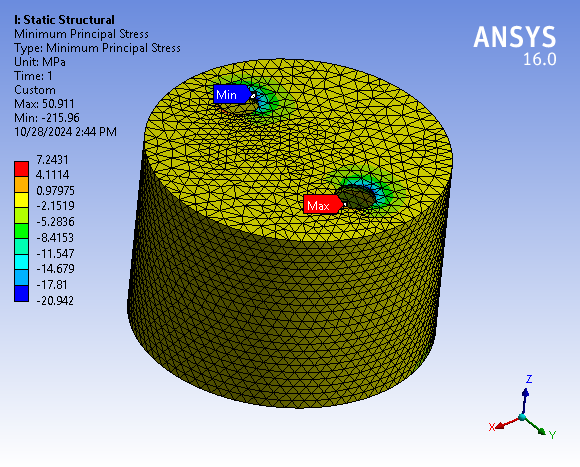 I: Static Structural
Minimum Principal Stress
Type: Minimum Principal Stress
Unit: MPa
Time: 1
Custom
Max: 50.911
Min: -215.96
10/28/2024 2:44 PM
7.2431
4.1114
0.97975
-2.1519
-5.2836
-8.4153
-11.547
-14.679
-17.81
-20.942
ANSYS
16.0
Min
Max
Z
X
Y